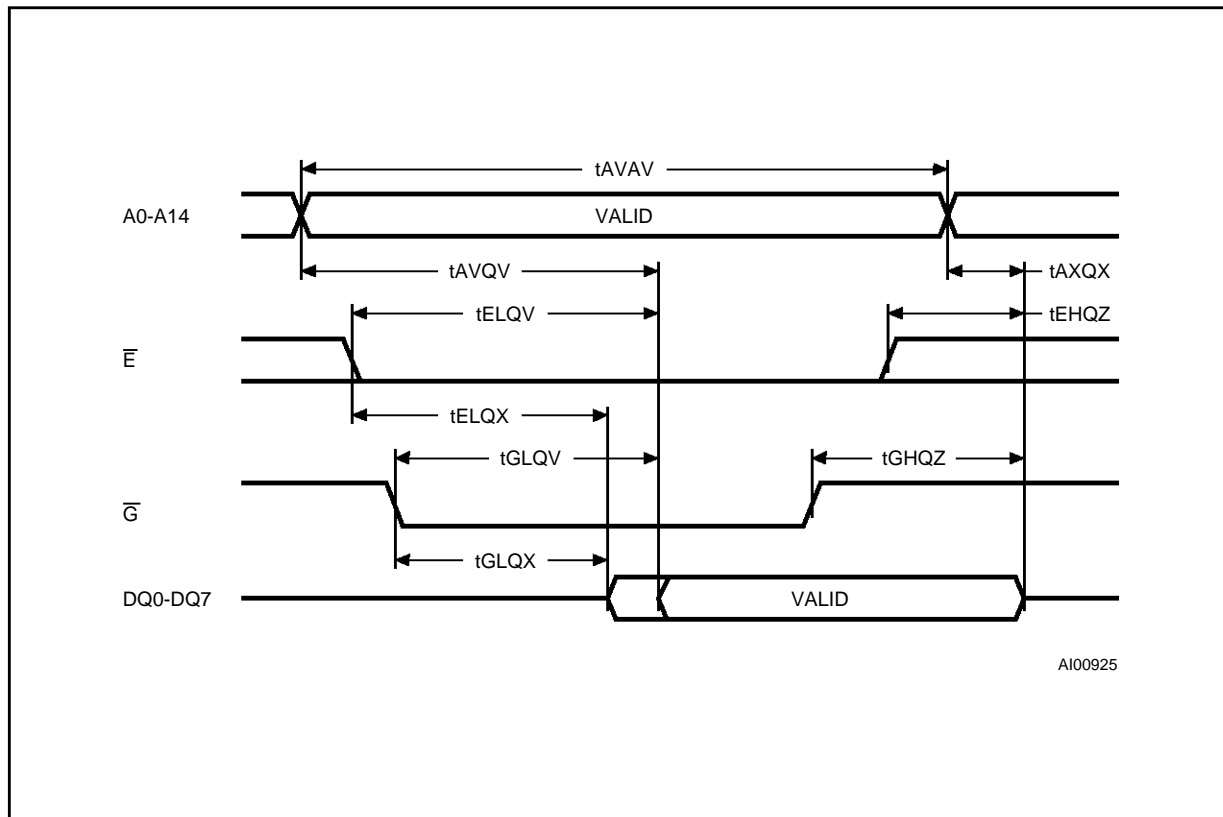 tAVAV
A0-A14 VALID
tAVQV tAXQX
tELQV tEHQZ
E̅
tELQX
tGLQV tGHQZ
G̅
tGLQX
DQ0-DQ7 VALID
AI00925